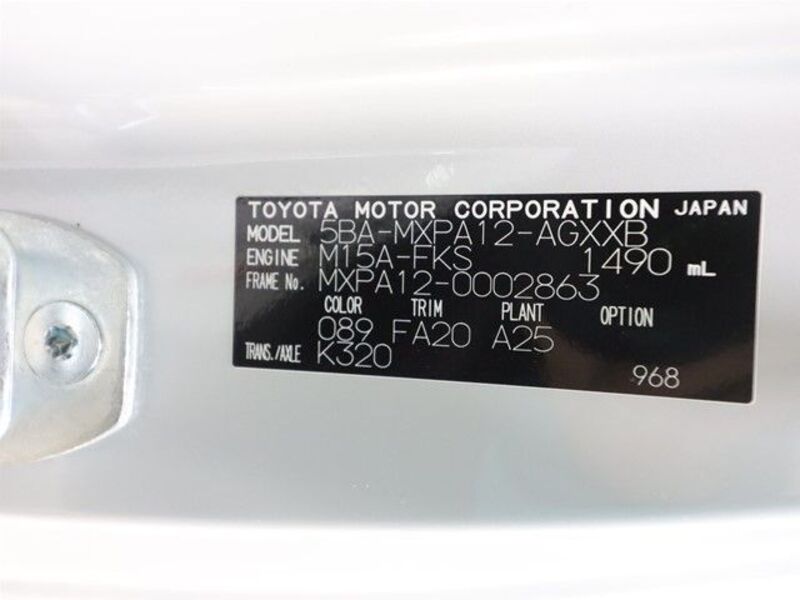 TOYOTA MOTOR CORPORATION JAPAN
MODEL 5BA-MXPA12-AGXXB
ENGINE M15A-FKS 1490 mL
FRAME No. MXPA12-0002863
COLOR TRIM PLANT OPTION
089 FA20 A25
TRANS./AXLE K320
968